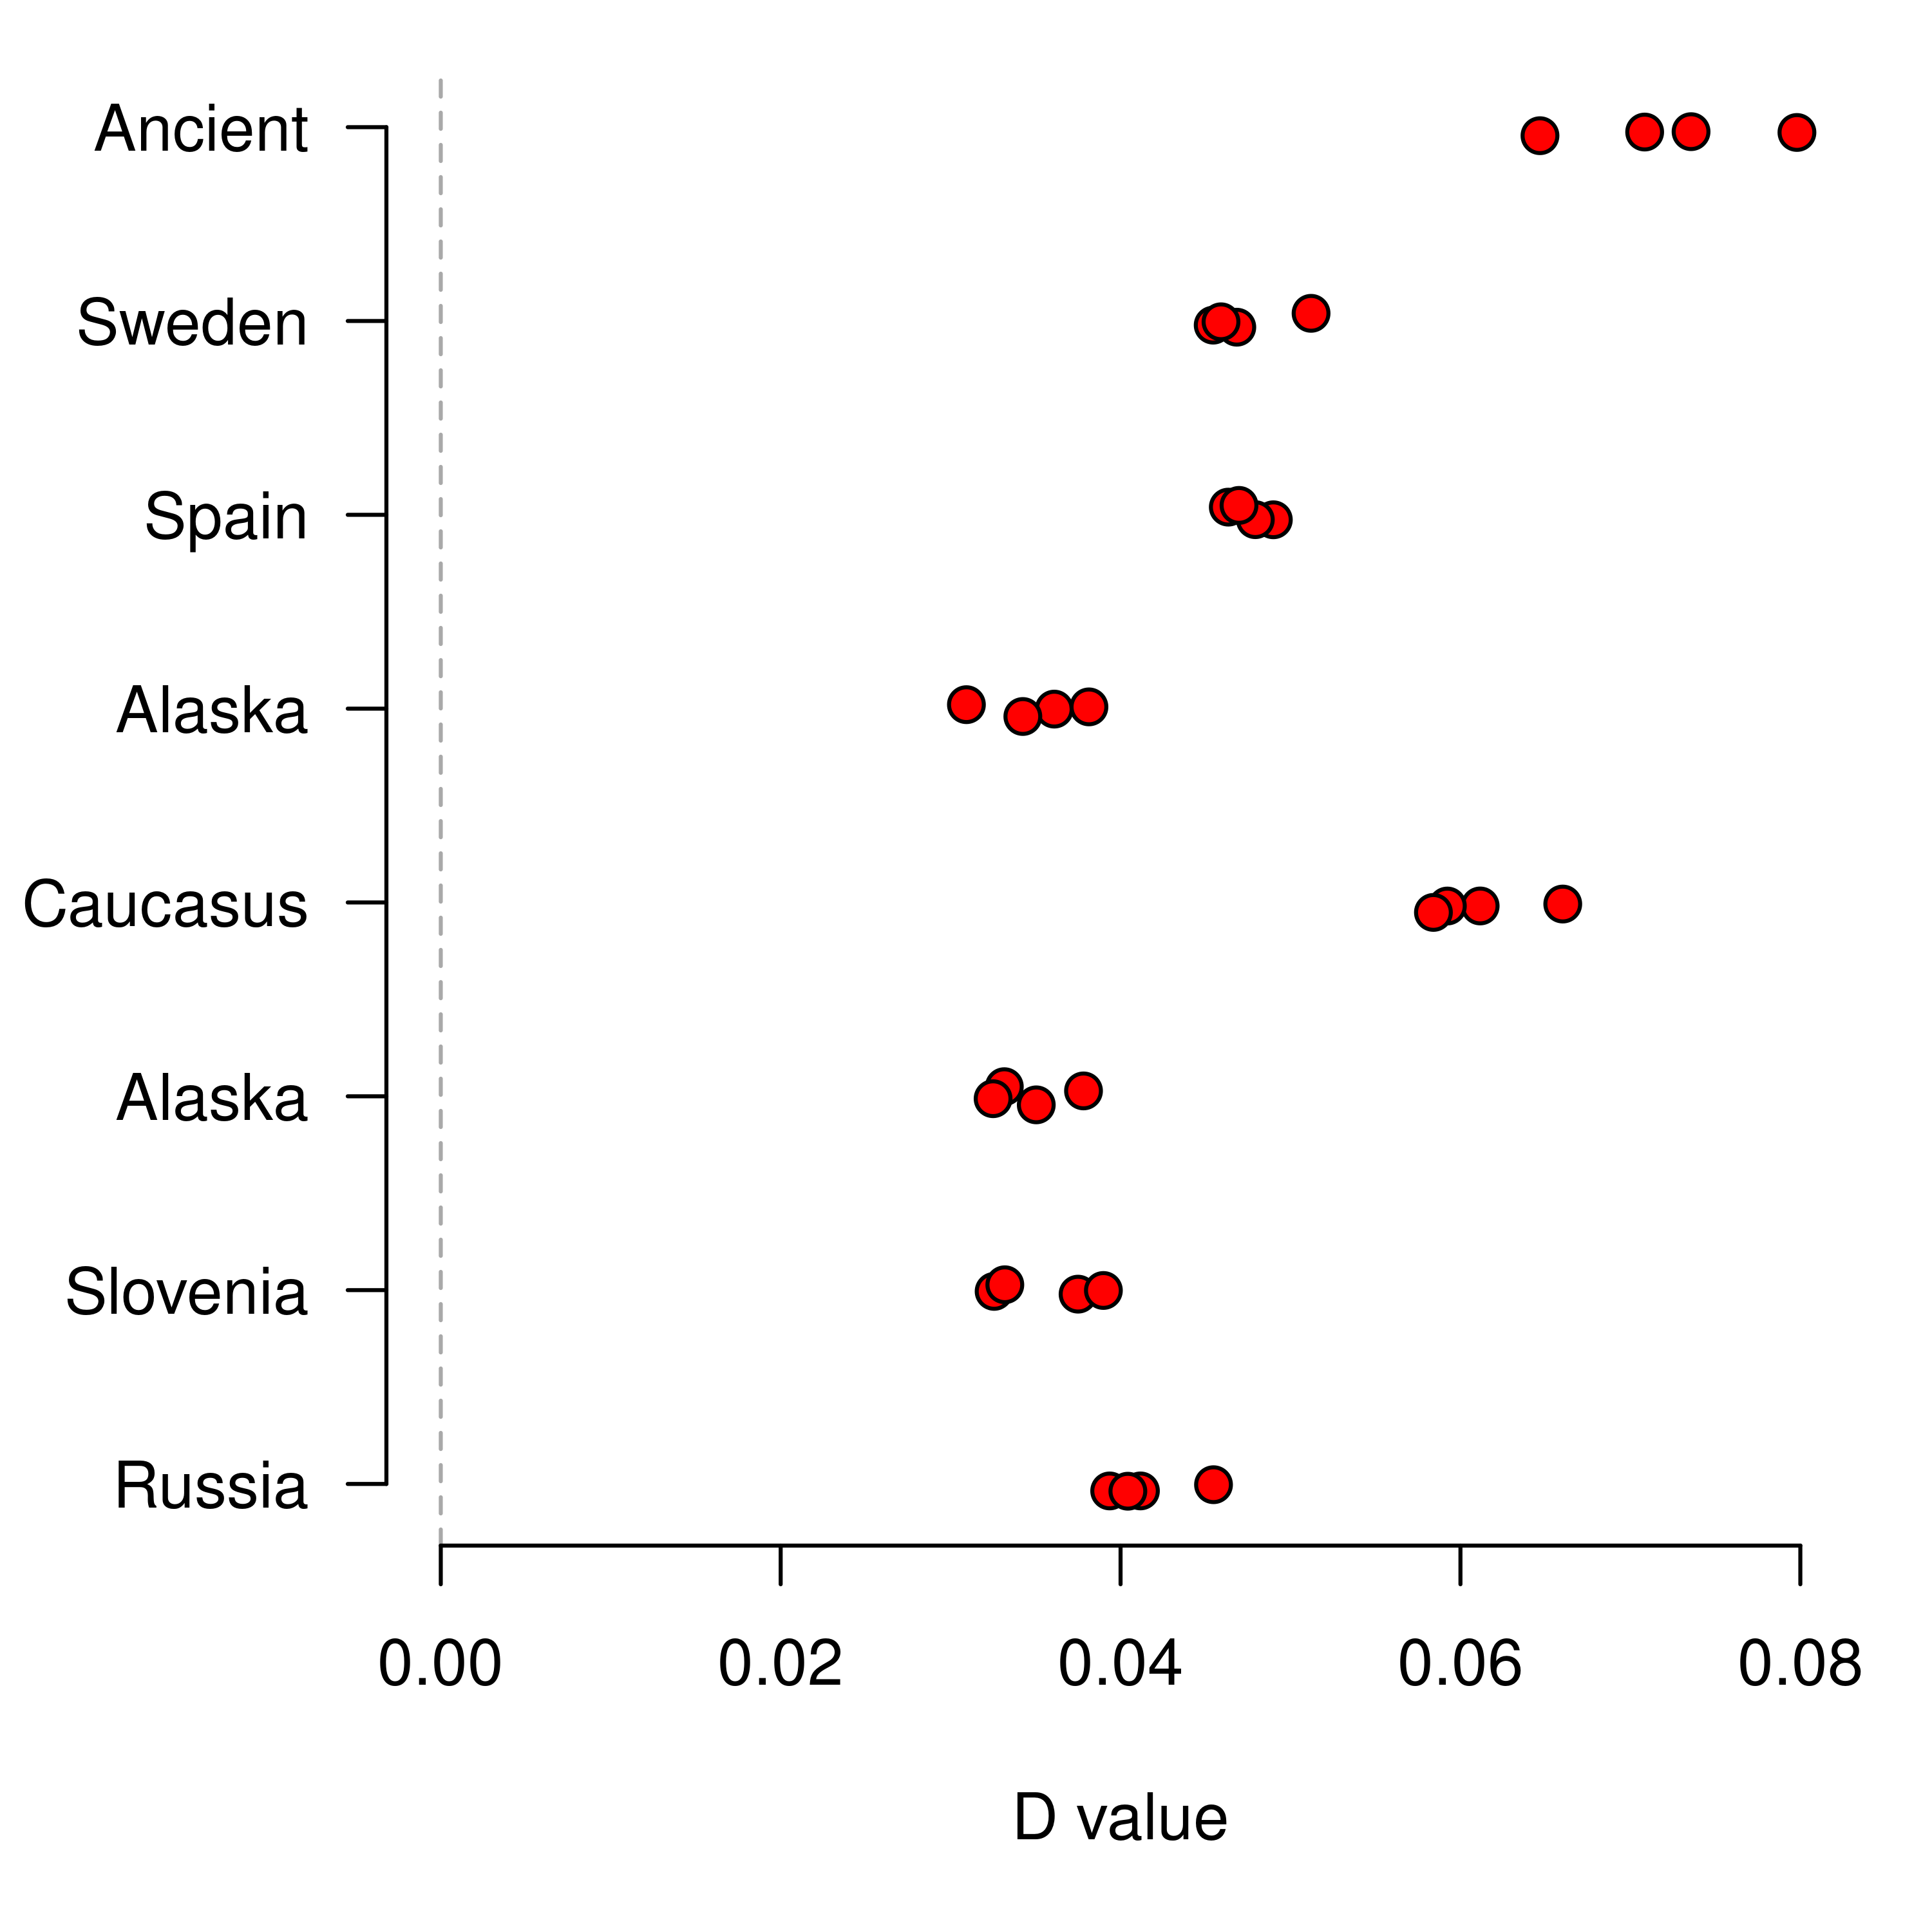 Ancient
Sweden
Spain
Alaska
Caucasus
Alaska
Slovenia
Russia
0.00 0.02 0.04 0.06 0.08
D value